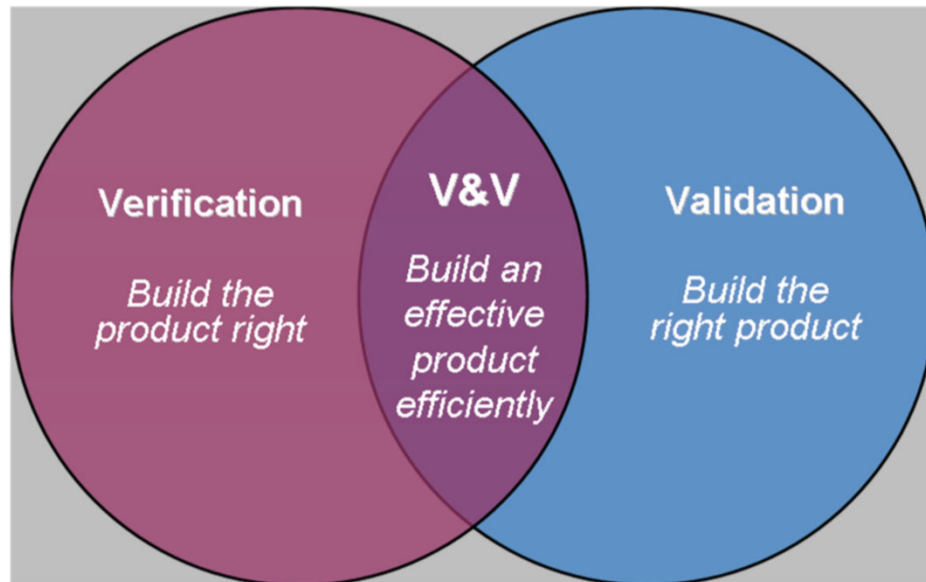 Verification
Build the
product right
V&V
Build an
effective
product
efficiently
Validation
Build the
right product